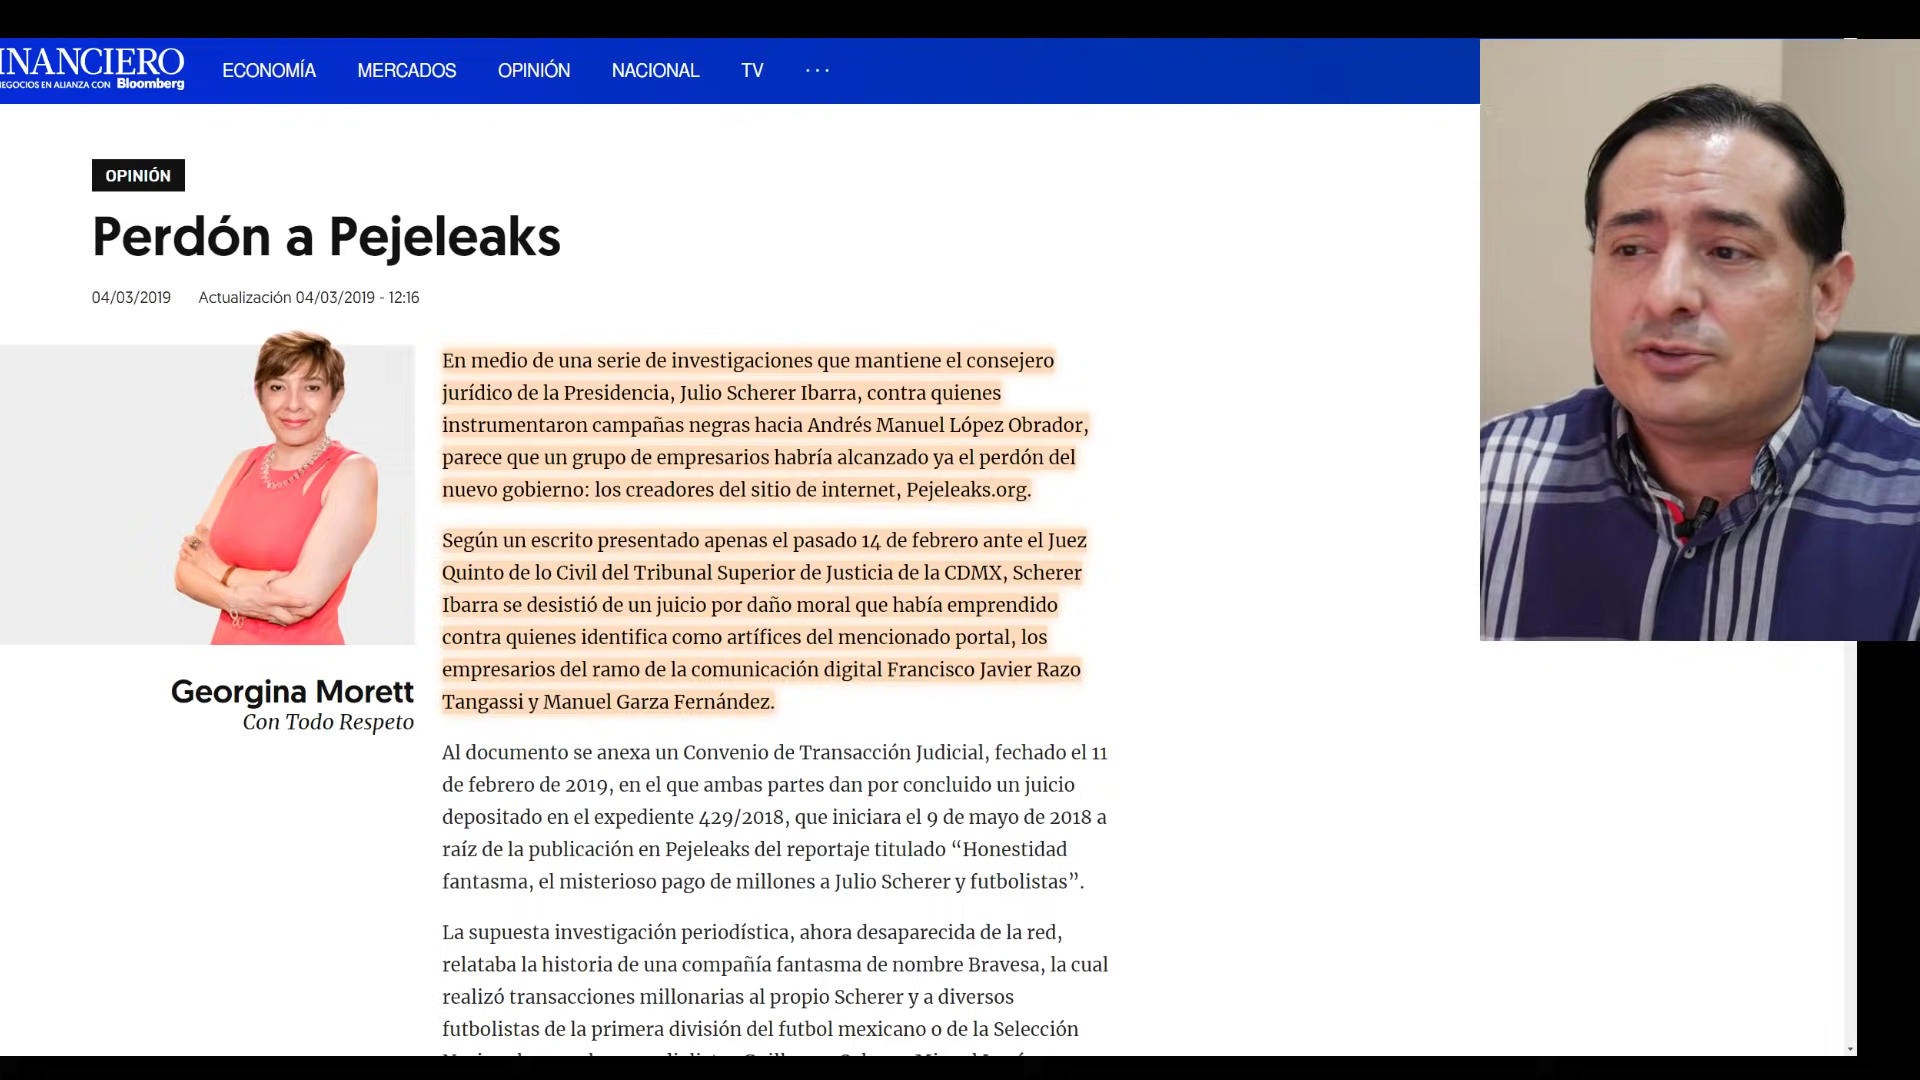 INANCIERO
NEGOCIOS EN ALIANZA CON Bloomberg
ECONOMÍA MERCADOS OPINIÓN NACIONAL TV ...
OPINIÓN
Perdón a Pejeleaks
04/03/2019 Actualización 04/03/2019 - 12:16
En medio de una serie de investigaciones que mantiene el consejero
jurídico de la Presidencia, Julio Scherer Ibarra, contra quienes
instrumentaron campañas negras hacia Andrés Manuel López Obrador,
parece que un grupo de empresarios habría alcanzado ya el perdón del
nuevo gobierno: los creadores del sitio de internet, Pejeleaks.org.
Según un escrito presentado apenas el pasado 14 de febrero ante el Juez
Quinto de lo Civil del Tribunal Superior de Justicia de la CDMX, Scherer
Ibarra se desistió de un juicio por daño moral que había emprendido
contra quienes identifica como artífices del mencionado portal, los
empresarios del ramo de la comunicación digital Francisco Javier Razo
Tangassi y Manuel Garza Fernández.
Georgina Morett
Con Todo Respeto
Al documento se anexa un Convenio de Transacción Judicial, fechado el 11
de febrero de 2019, en el que ambas partes dan por concluido un juicio
depositado en el expediente 429/2018, que iniciara el 9 de mayo de 2018 a
raíz de la publicación en Pejeleaks del reportaje titulado “Honestidad
fantasma, el misterioso pago de millones a Julio Scherer y futbolistas”.
La supuesta investigación periodística, ahora desaparecida de la red,
relataba la historia de una compañía fantasma de nombre Bravesa, la cual
realizó transacciones millonarias al propio Scherer y a diversos
futbolistas de la primera división del futbol mexicano o de la Selección